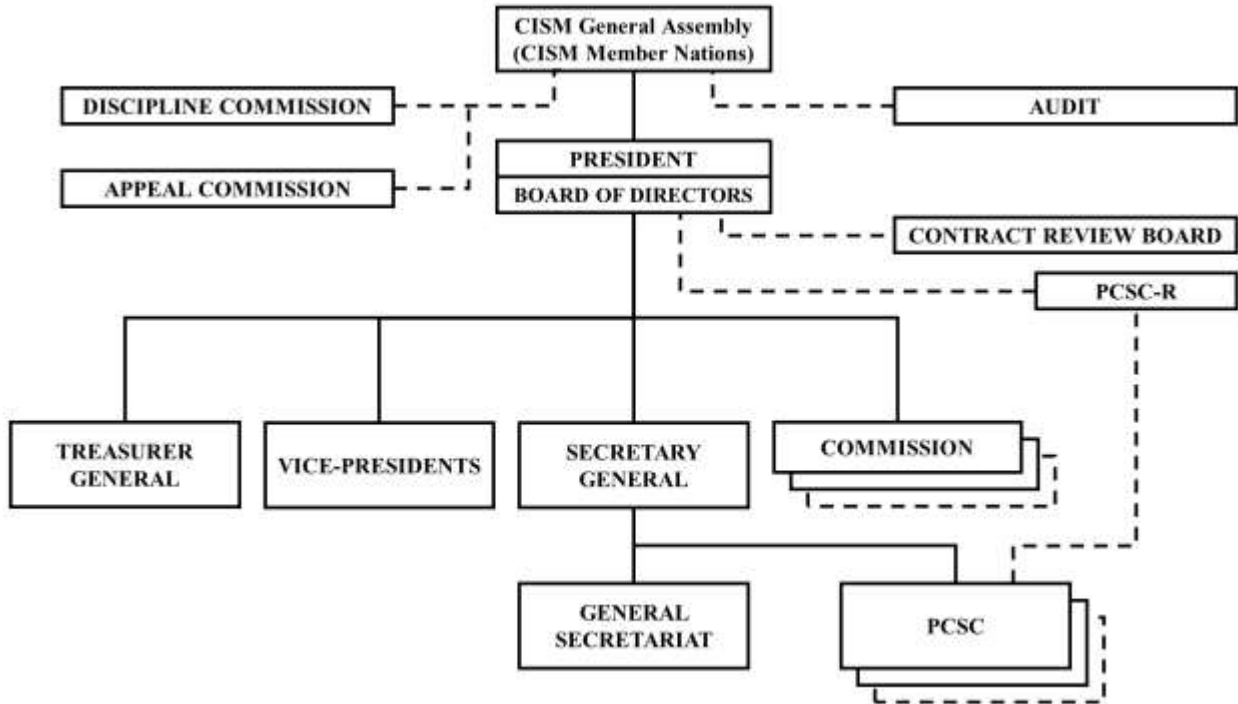 CISM General Assembly
(CISM Member Nations)
DISCIPLINE COMMISSION
AUDIT
PRESIDENT
APPEAL COMMISSION
BOARD OF DIRECTORS
CONTRACT REVIEW BOARD
PCSC-R
TREASURER
GENERAL
VICE-PRESIDENTS
SECRETARY
GENERAL
COMMISSION
GENERAL
SECRETARIAT
PCSC